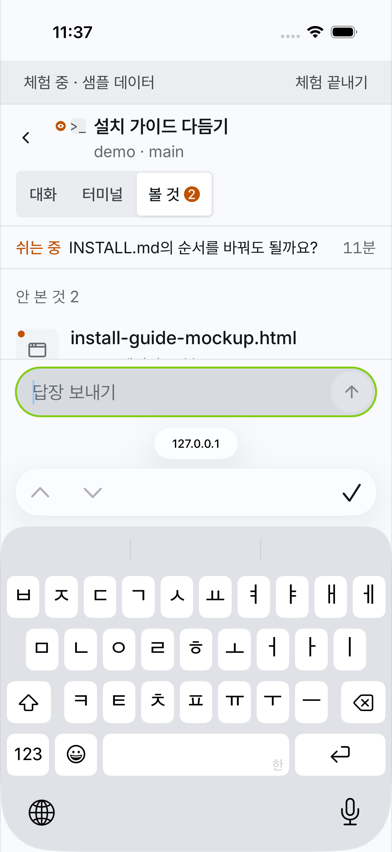 11:37
체험 중 · 샘플 데이터 체험 끝내기
>_ 설치 가이드 다듬기
demo · main
대화 터미널 볼 것 2
쉬는 중 INSTALL.md의 순서를 바꿔도 될까요? 11분
안 본 것 2
install-guide-mockup.html
답장 보내기
127.0.0.1
ㅂ ㅈ ㄷ ㄱ ㅅ ㅛ ㅕ ㅑ ㅐ ㅔ
ㅁ ㄴ ㅇ ㄹ ㅎ ㅗ ㅓ ㅏ ㅣ
ㅋ ㅌ ㅊ ㅍ ㅠ ㅜ ㅡ
123 한